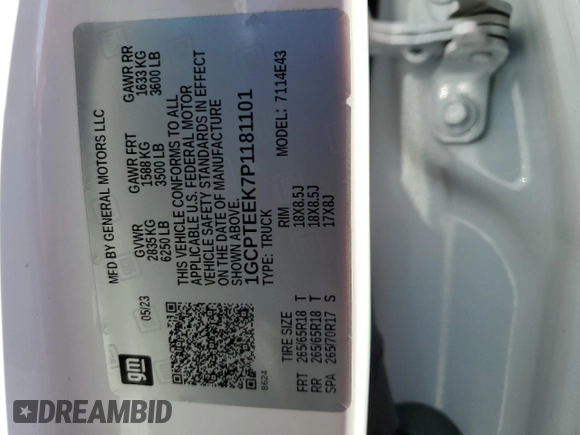 MFD BY GENERAL MOTORS LLC
05/23
GVWR GAWR FRT GAWR RR
2835 KG 1588 KG 1633 KG
6250 LB 3500 LB 3600 LB
THIS VEHICLE CONFORMS TO ALL
APPLICABLE U.S. FEDERAL MOTOR
VEHICLE SAFETY STANDARDS IN EFFECT
ON THE DATE OF MANUFACTURE
SHOWN ABOVE.
1GCPTEEK7P1181101
TYPE: TRUCK MODEL: 7114E43
gm
8624
TIRE SIZE RIM
FRT 265/65R18 T 18X8.5J
RR 265/65R18 T 18X8.5J
SPA 265/70R17 S 17X8J
DREAMBID